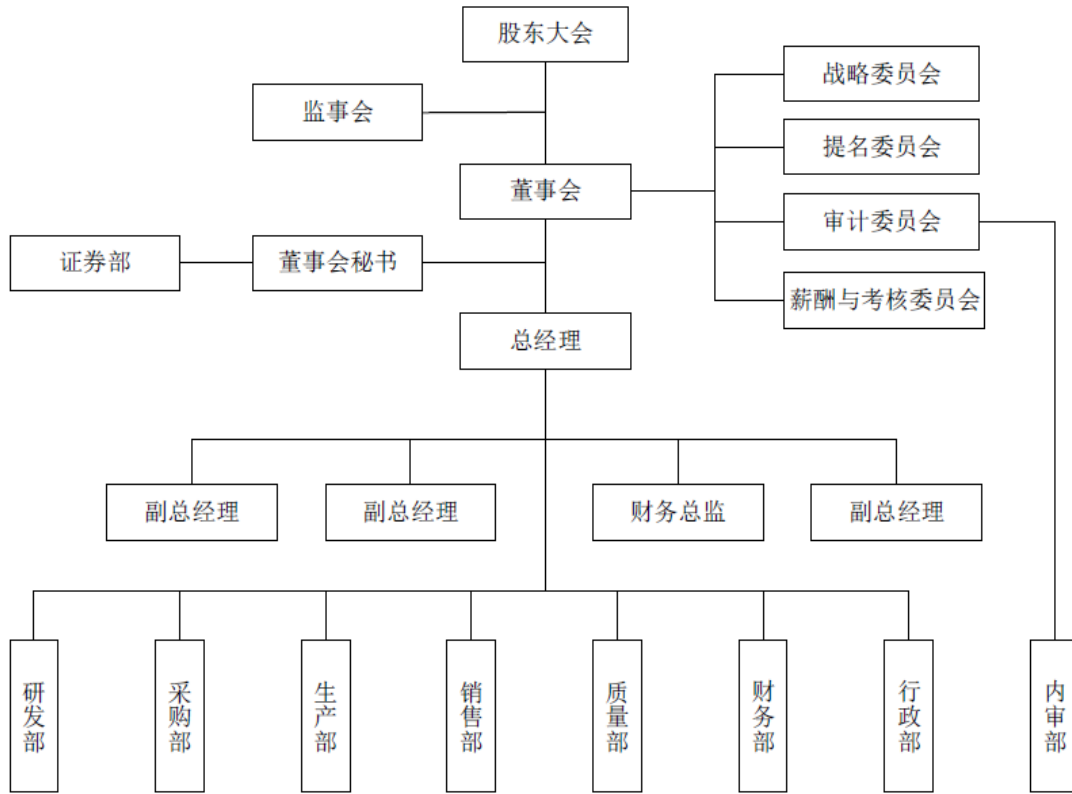 股东大会
战略委员会
监事会
提名委员会
董事会
审计委员会
证券部
董事会秘书
薪酬与考核委员会
总经理
副总经理
副总经理
财务总监
副总经理
研发部
采购部
生产部
销售部
质量部
财务部
行政部
内审部